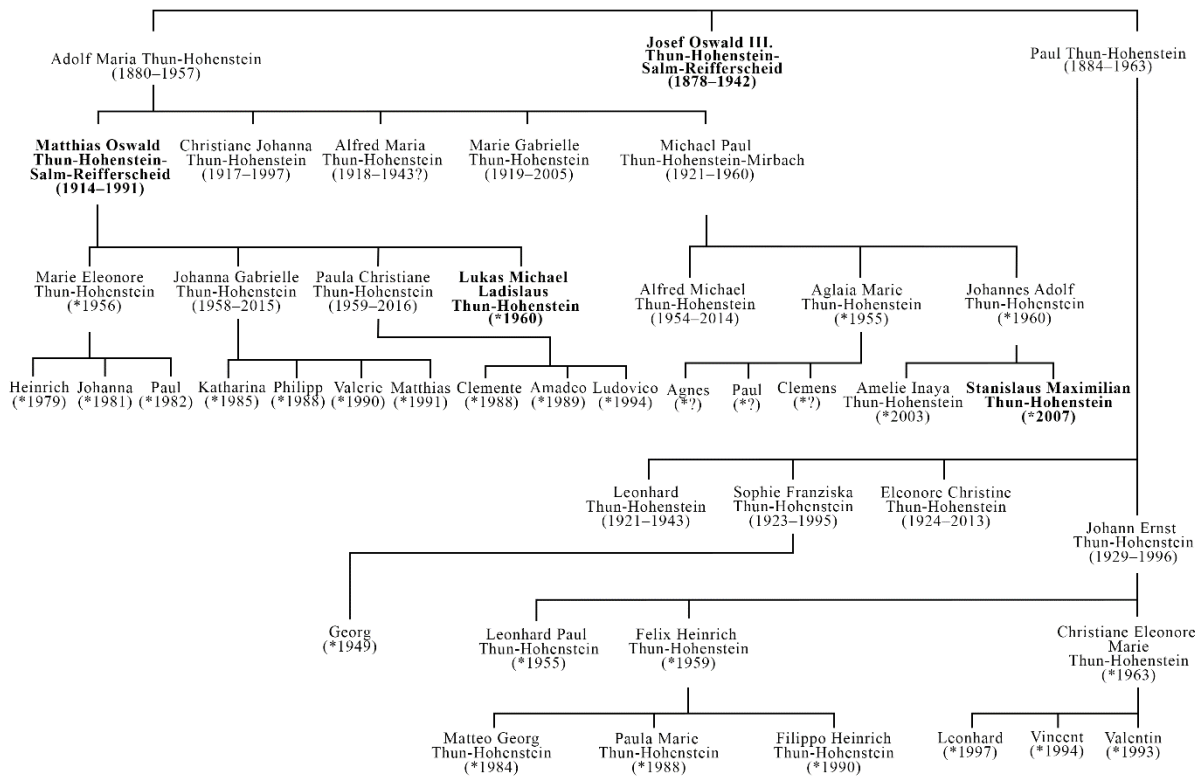 Adolf Maria Thun-Hohenstein
(1880–1957)
Josef Oswald III.
Thun-Hohenstein-
Salm-Reifferscheid
(1878–1942)
Paul Thun-Hohenstein
(1884–1963)
Matthias Oswald
Thun-Hohenstein-
Salm-Reifferscheid
(1914–1991)
Christiane Johanna
Thun-Hohenstein
(1917–1997)
Alfred Maria
Thun-Hohenstein
(1918–1943?)
Marie Gabrielle
Thun-Hohenstein
(1919–2005)
Michael Paul
Thun-Hohenstein-Mirbach
(1921–1960)
Marie Eleonore
Thun-Hohenstein
(*1956)
Johanna Gabrielle
Thun-Hohenstein
(1958–2015)
Paula Christiane
Thun-Hohenstein
(1959–2016)
Lukas Michael
Ladislaus
Thun-Hohenstein
(*1960)
Alfred Michael
Thun-Hohenstein
(1954–2014)
Aglaia Marie
Thun-Hohenstein
(*1955)
Johannes Adolf
Thun-Hohenstein
(*1960)
Heinrich
(*1979)
Johanna
(*1981)
Paul
(*1982)
Katharina
(*1985)
Philipp
(*1988)
Valerie
(*1990)
Matthias
(*1991)
Clemente
(*1988)
Amadeo
(*1989)
Ludovico
(*1994)
Agnes
(*?)
Paul
(*?)
Clemens
(*?)
Amelie Inaya
Thun-Hohenstein
(*2003)
Stanislaus Maximilian
Thun-Hohenstein
(*2007)
Leonhard
Thun-Hohenstein
(1921–1943)
Sophie Franziska
Thun-Hohenstein
(1923–1995)
Eleonore Christine
Thun-Hohenstein
(1924–2013)
Johann Ernst
Thun-Hohenstein
(1929–1996)
Georg
(*1949)
Leonhard Paul
Thun-Hohenstein
(*1955)
Felix Heinrich
Thun-Hohenstein
(*1959)
Christiane Eleonore
Marie
Thun-Hohenstein
(*1963)
Matteo Georg
Thun-Hohenstein
(*1984)
Paula Marie
Thun-Hohenstein
(*1988)
Filippo Heinrich
Thun-Hohenstein
(*1990)
Leonhard
(*1997)
Vincent
(*1994)
Valentin
(*1993)